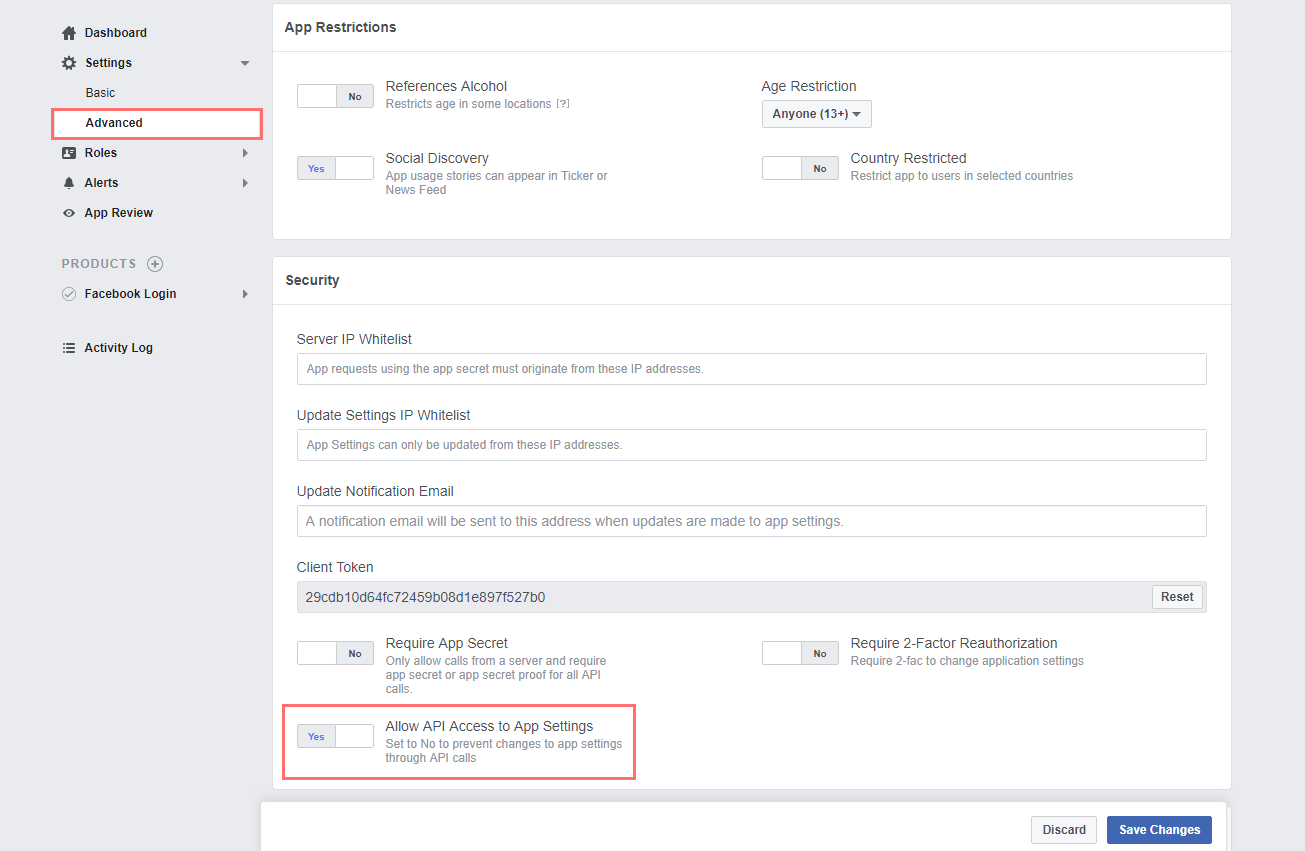 Dashboard
Settings
Basic
Advanced
Roles
Alerts
App Review
PRODUCTS
Facebook Login
Activity Log
App Restrictions
No
References Alcohol
Restricts age in some locations [?]
Age Restriction
Anyone (13+)
Yes
Social Discovery
App usage stories can appear in Ticker or
News Feed
No
Country Restricted
Restrict app to users in selected countries
Security
Server IP Whitelist
App requests using the app secret must originate from these IP addresses.
Update Settings IP Whitelist
App Settings can only be updated from these IP addresses.
Update Notification Email
A notification email will be sent to this address when updates are made to app settings.
Client Token
29cdb10d64fc72459b08d1e897f527b0
Reset
No
Require App Secret
Only allow calls from a server and require
app secret or app secret proof for all API
calls.
No
Require 2-Factor Reauthorization
Require 2-fac to change application settings
Yes
Allow API Access to App Settings
Set to No to prevent changes to app settings
through API calls
Discard
Save Changes